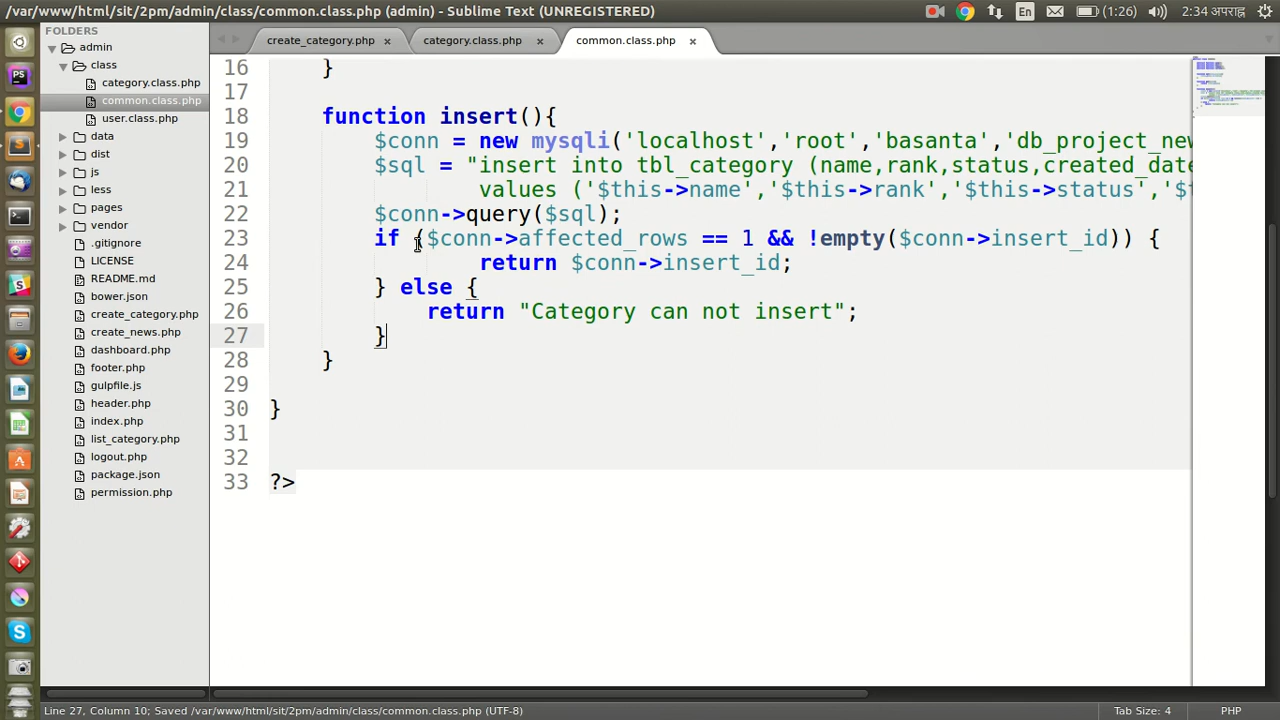 /var/www/html/sit/2pm/admin/class/common.class.php (admin) - Sublime Text (UNREGISTERED)
En
(1:26)
2:34 अपराह्न
FOLDERS
admin
class
category.class.php
common.class.php
user.class.php
data
dist
js
less
pages
vendor
.gitignore
LICENSE
README.md
bower.json
create_category.php
create_news.php
dashboard.php
footer.php
gulpfile.js
header.php
index.php
list_category.php
logout.php
package.json
permission.php
create_category.php
category.class.php
common.class.php
16 }
17
18 function insert(){
19 $conn = new mysqli('localhost','root','basanta','db_project_new
20 $sql = "insert into tbl_category (name,rank,status,created_date
21 values ('$this->name','$this->rank','$this->status','$t
22 $conn->query($sql);
23 if ($conn->affected_rows == 1 && !empty($conn->insert_id)) {
24 return $conn->insert_id;
25 } else {
26 return "Category can not insert";
27 }
28 }
29
30 }
31
32
33 ?>
Line 27, Column 10; Saved /var/www/html/sit/2pm/admin/class/common.class.php (UTF-8)
Tab Size: 4
PHP